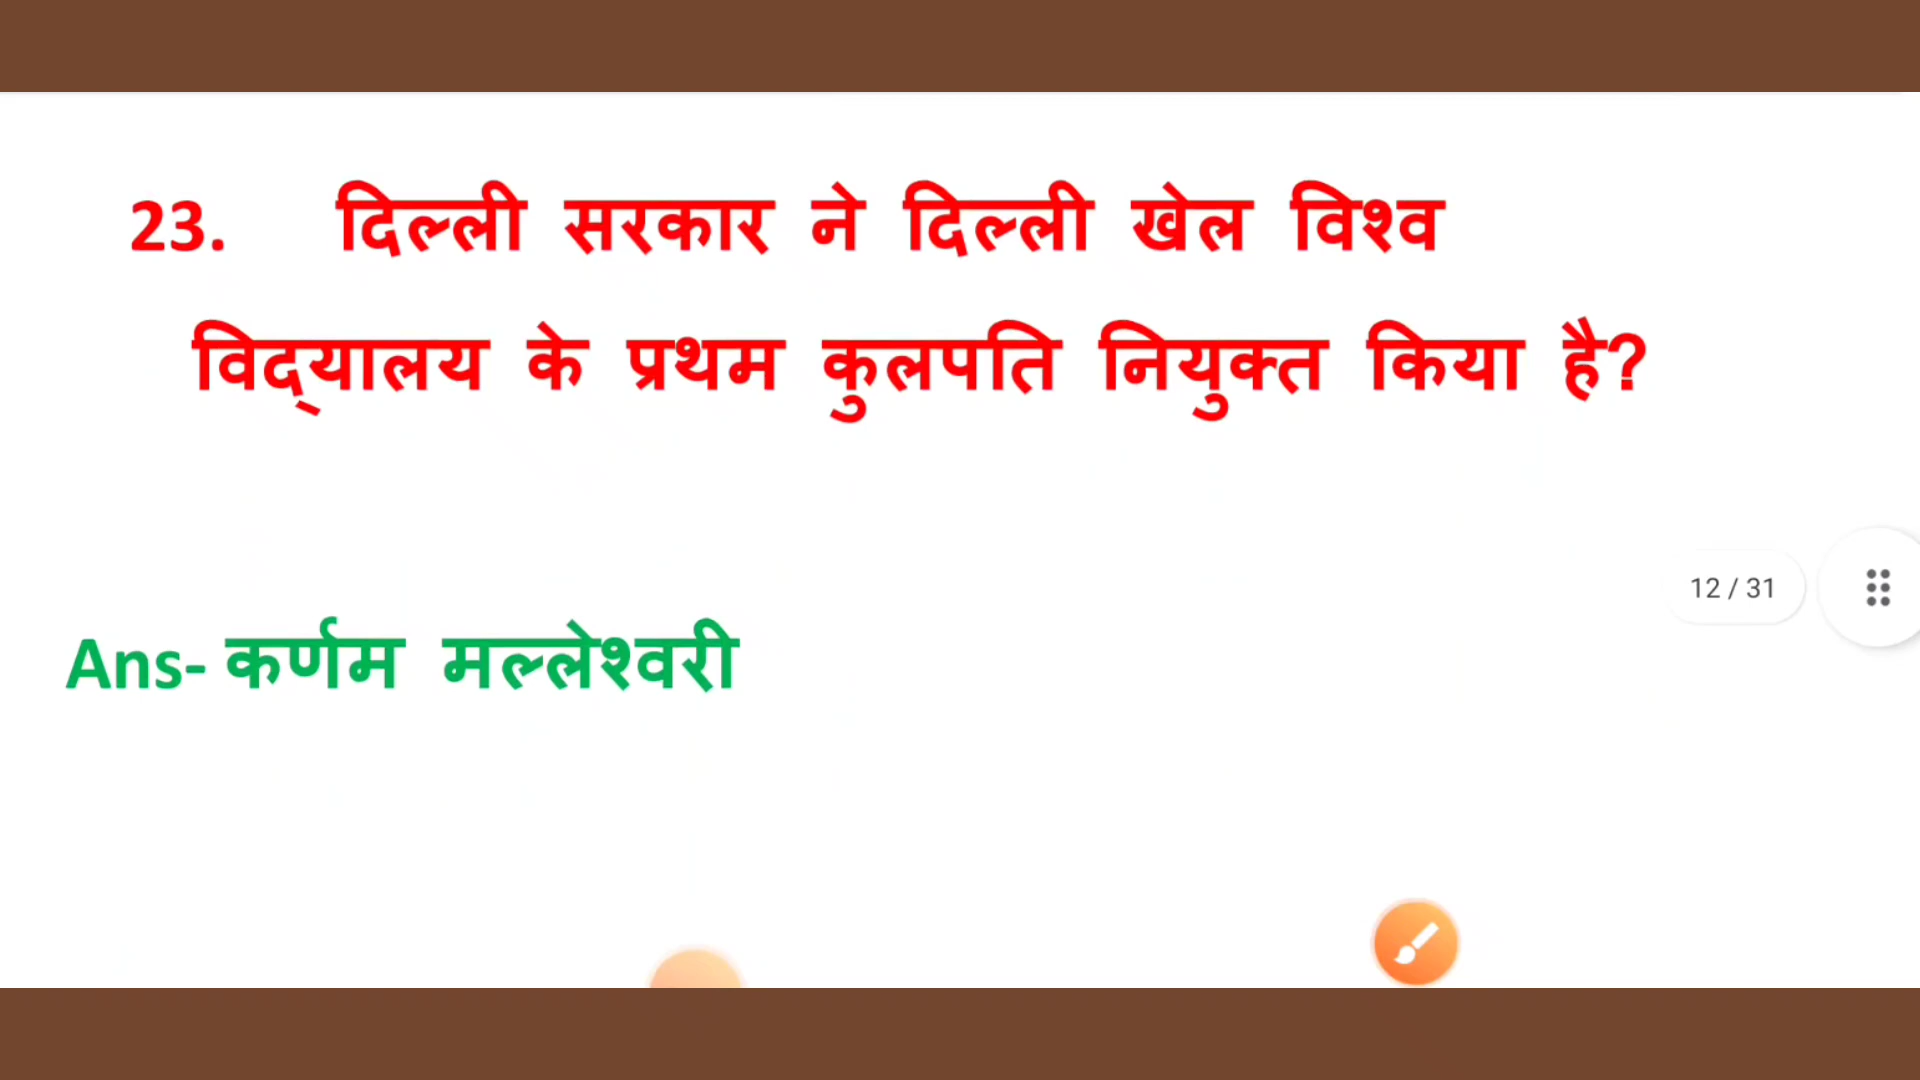 23. दिल्ली सरकार ने दिल्ली खेल विश्व
विद्यालय के प्रथम कुलपति नियुक्त किया है?
12 / 31
Ans- कर्णम मल्लेश्वरी